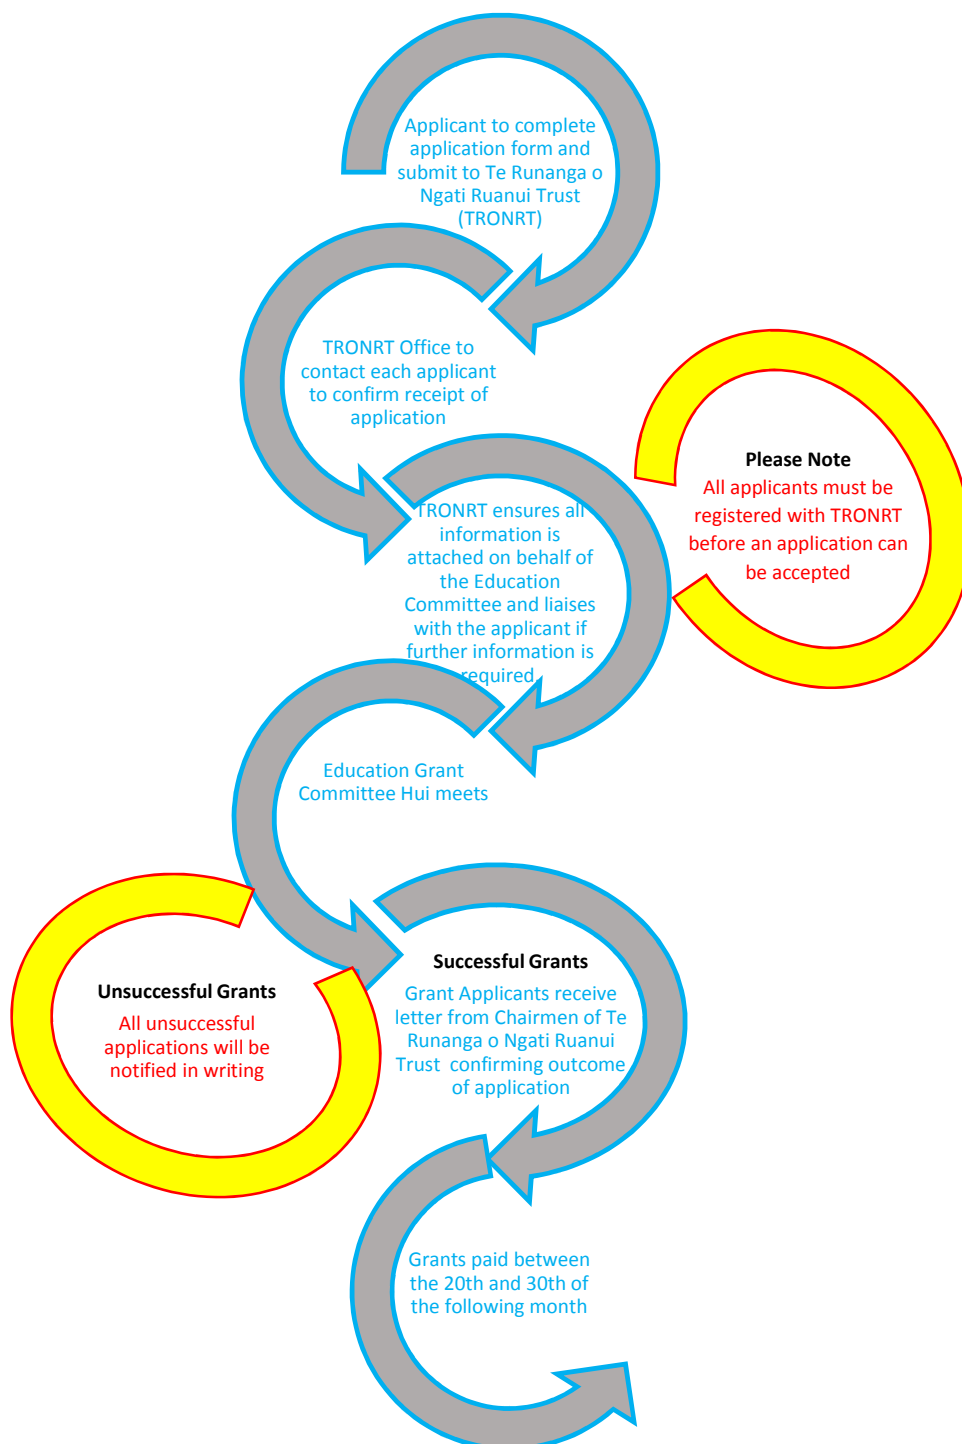 Applicant to complete
application form and
submit to Te Runanga o
Ngati Ruanui Trust
(TRONRT)
TRONRT Office to
contact each applicant
to confirm receipt of
application
Please Note
All applicants must be
registered with TRONRT
before an application can
be accepted
TRONRT ensures all
information is
attached on behalf of
the Education
Committee and liaises
with the applicant if
further information is
required.
Education Grant
Committee Hui meets
Unsuccessful Grants
All unsuccessful
applications will be
notified in writing
Successful Grants
Grant Applicants receive
letter from Chairmen of Te
Runanga o Ngati Ruanui
Trust  confirming outcome
of application
Grants paid between
the 20th and 30th of
the following month